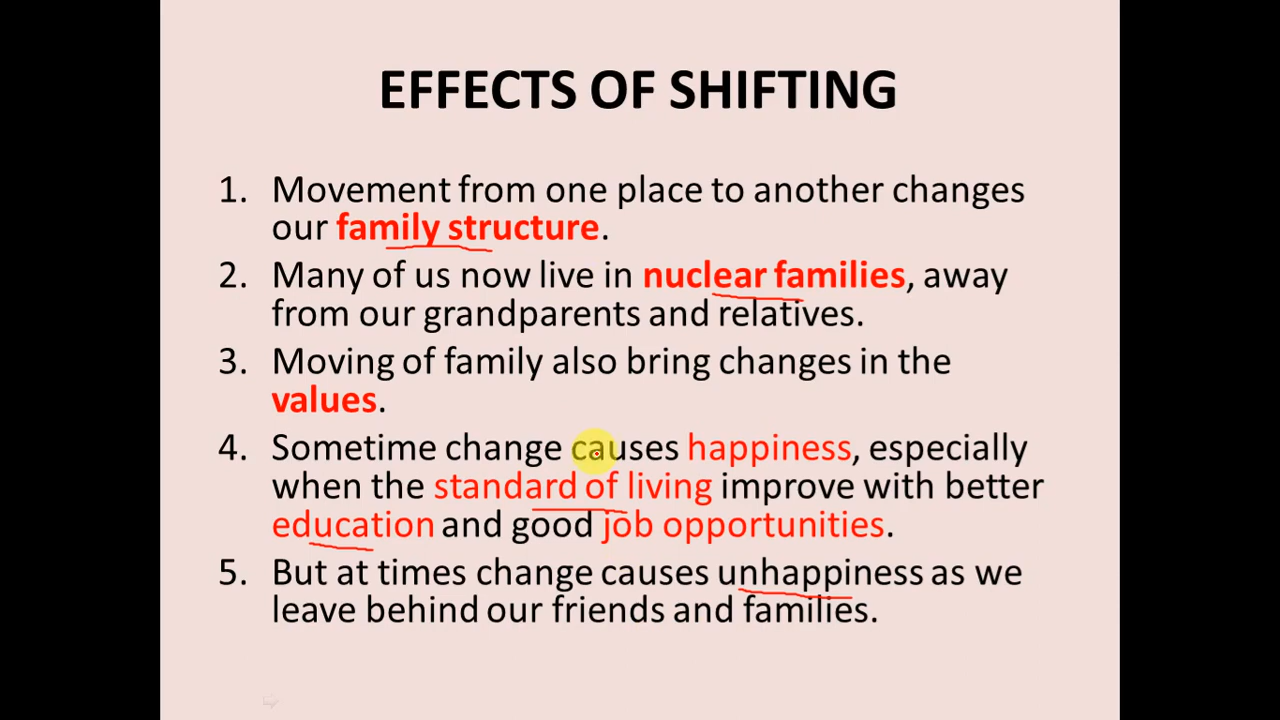 EFFECTS OF SHIFTING
1. Movement from one place to another changes
our family structure.
2. Many of us now live in nuclear families, away
from our grandparents and relatives.
3. Moving of family also bring changes in the
values.
4. Sometime change causes happiness, especially
when the standard of living improve with better
education and good job opportunities.
5. But at times change causes unhappiness as we
leave behind our friends and families.